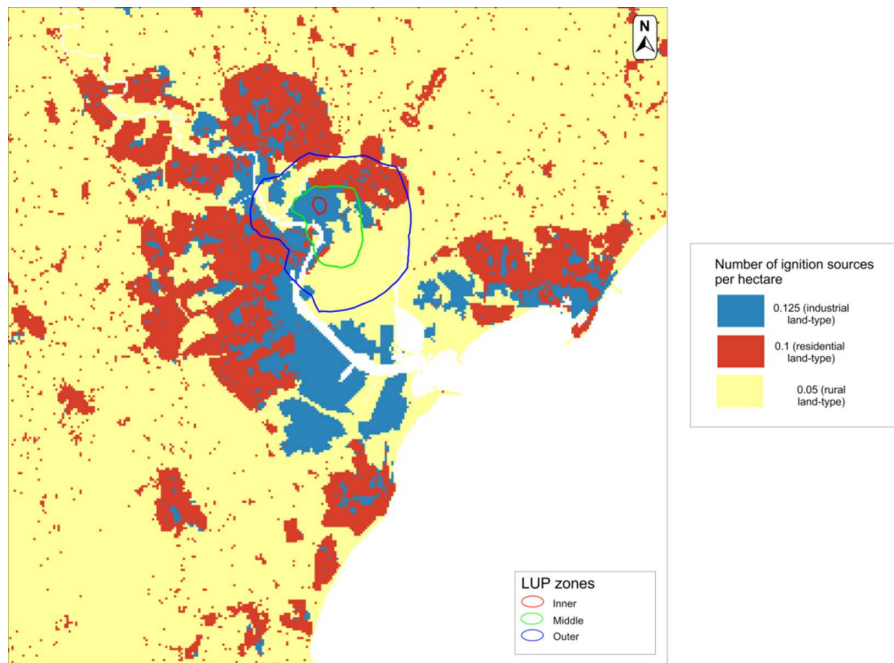 N
Number of ignition sources
per hectare
0.125 (industrial
land-type)
0.1 (residential
land-type)
0.05 (rural
land-type)
LUP zones
Inner
Middle
Outer